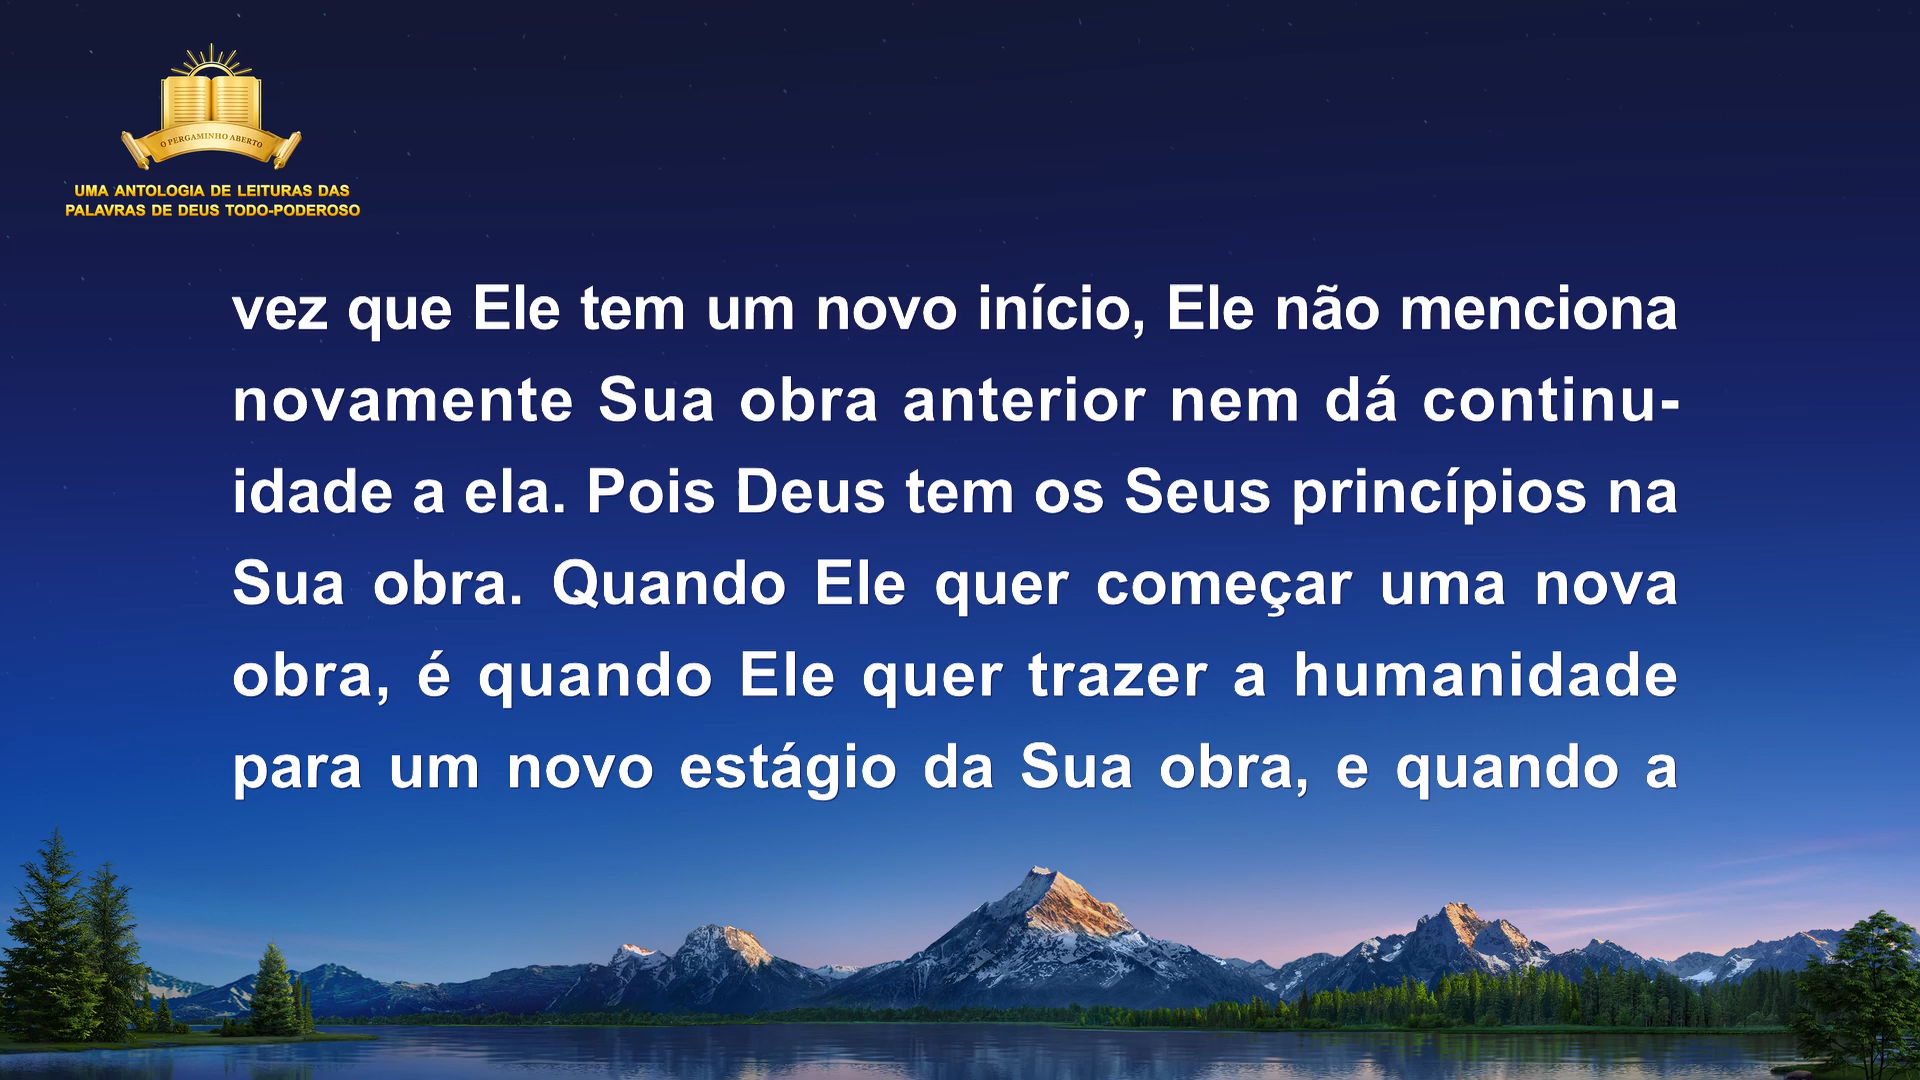 O PERGAMINHO ABERTO
UMA ANTOLOGIA DE LEITURAS DAS
PALAVRAS DE DEUS TODO-PODEROSO
vez que Ele tem um novo início, Ele não menciona
novamente Sua obra anterior nem dá continu-
idade a ela. Pois Deus tem os Seus princípios na
Sua obra. Quando Ele quer começar uma nova
obra, é quando Ele quer trazer a humanidade
para um novo estágio da Sua obra, e quando a